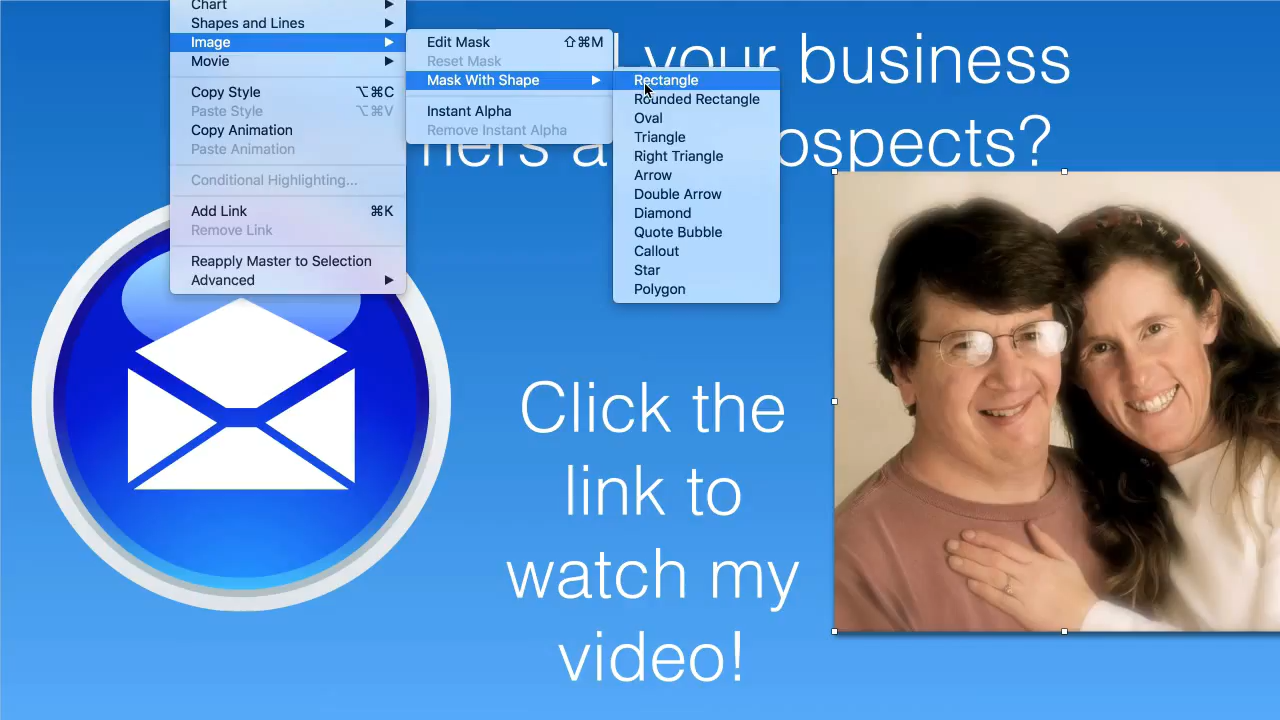 Chart
Shapes and Lines
Image
Movie
Copy Style ⌥⌘C
Paste Style ⌥⌘V
Copy Animation
Paste Animation
Conditional Highlighting...
Add Link ⌘K
Remove Link
Reapply Master to Selection
Advanced
Edit Mask ⇧⌘M
Reset Mask
Mask With Shape
Instant Alpha
Remove Instant Alpha
Rectangle
Rounded Rectangle
Oval
Triangle
Right Triangle
Arrow
Double Arrow
Diamond
Quote Bubble
Callout
Star
Polygon
your business
Click the
link to
watch my
video!